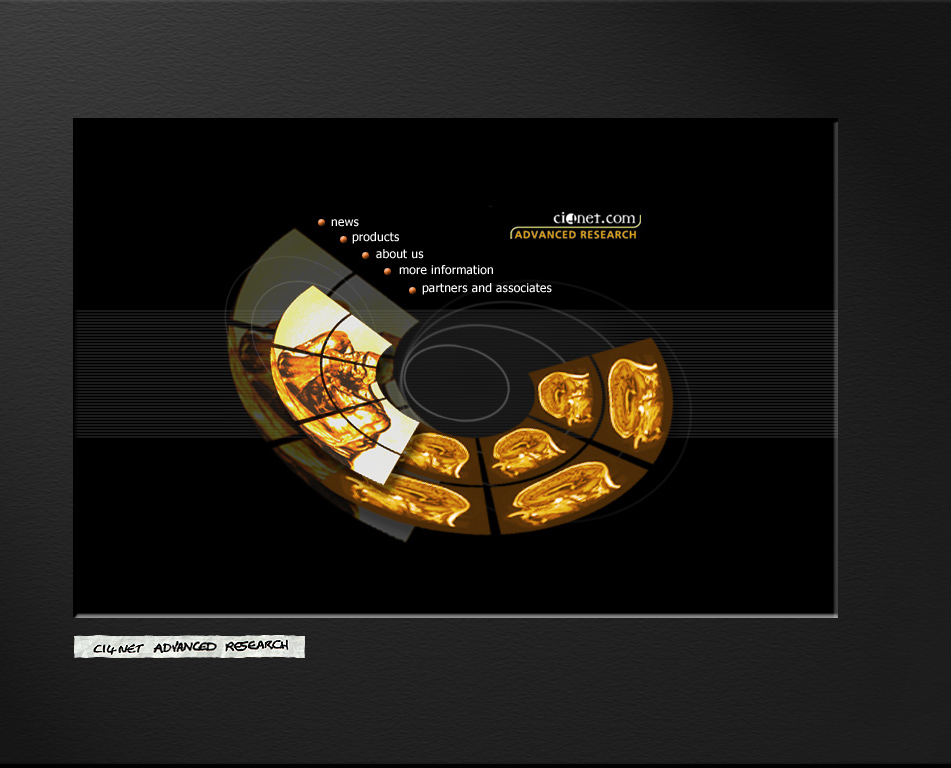 news
products
about us
more information
partners and associates
ci4net.com
ADVANCED RESEARCH
CI4NET ADVANCED RESEARCH